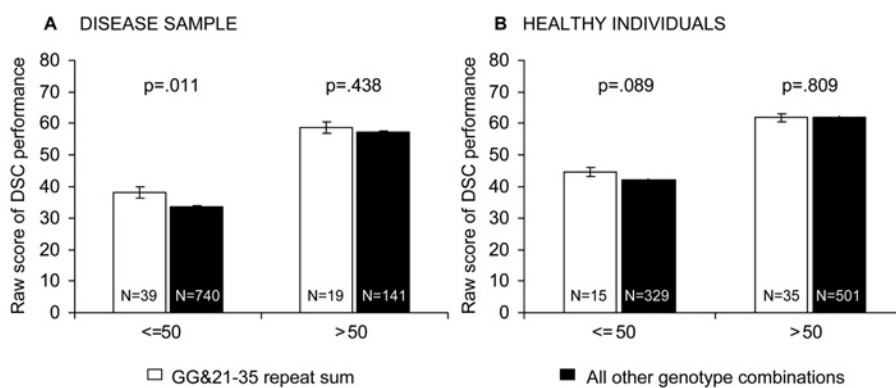 A DISEASE SAMPLE
80
70
60
50
40
30
20
10
0
Raw score of DSC performance
p=.011
p=.438
N=39
N=740
N=19
N=141
<=50
>50
B HEALTHY INDIVIDUALS
80
70
60
50
40
30
20
10
0
Raw score of DSC performance
p=.089
p=.809
N=15
N=329
N=35
N=501
<=50
>50
GG&21-35 repeat sum
All other genotype combinations